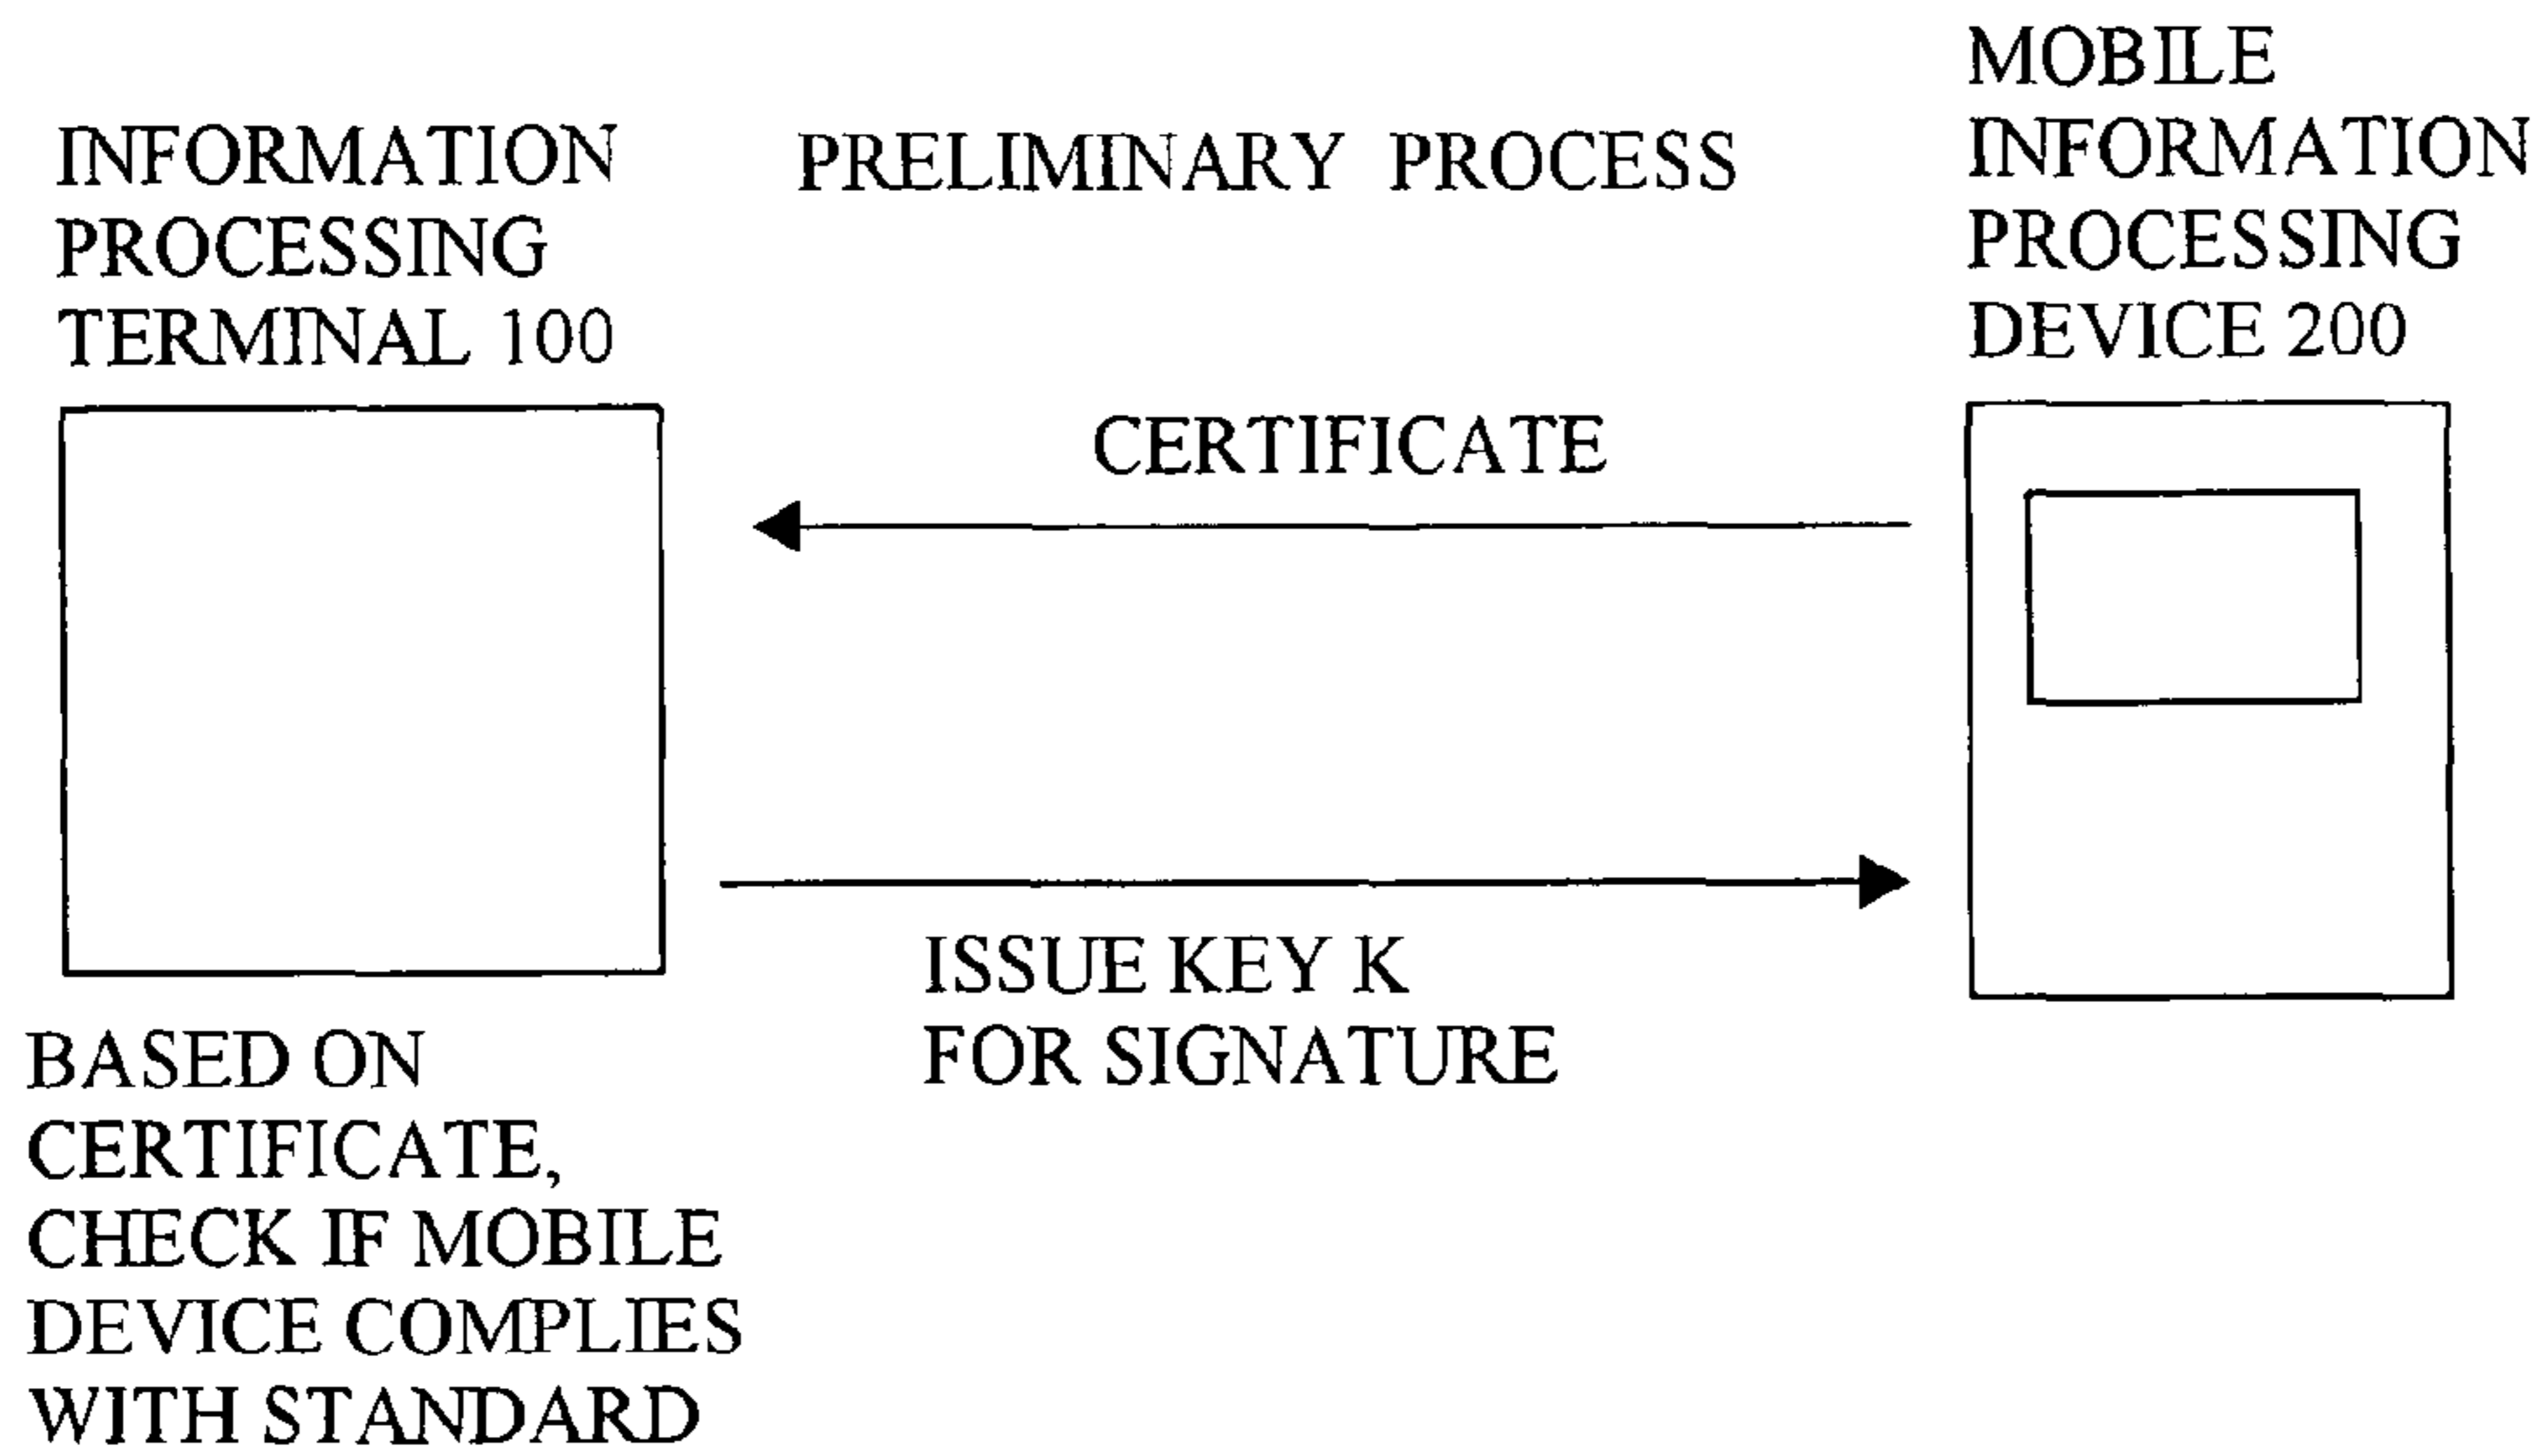 INFORMATION
PROCESSING
TERMINAL 100
PRELIMINARY PROCESS
MOBILE
INFORMATION
PROCESSING
DEVICE 200
CERTIFICATE
ISSUE KEY K
FOR SIGNATURE
BASED ON
CERTIFICATE,
CHECK IF MOBILE
DEVICE COMPLIES
WITH STANDARD